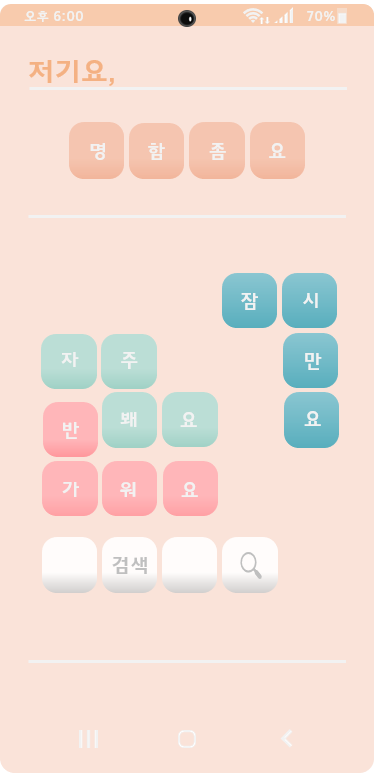 오후 6:00 70%
저기요,
명함좀요
잠시
자주 만
봬요 요
반
가워요
검색